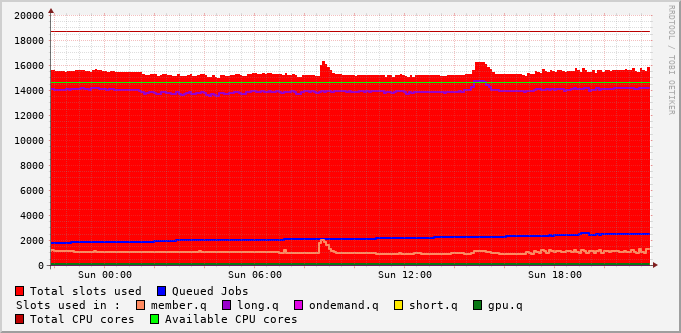 20000
18000
16000
14000
12000
10000
8000
6000
4000
2000
0
Sun 00:00 Sun 06:00 Sun 12:00 Sun 18:00
RRDTOOL / TOBI OETIKER
Total slots used Queued Jobs
Slots used in : member.q long.q ondemand.q short.q gpu.q
Total CPU cores Available CPU cores